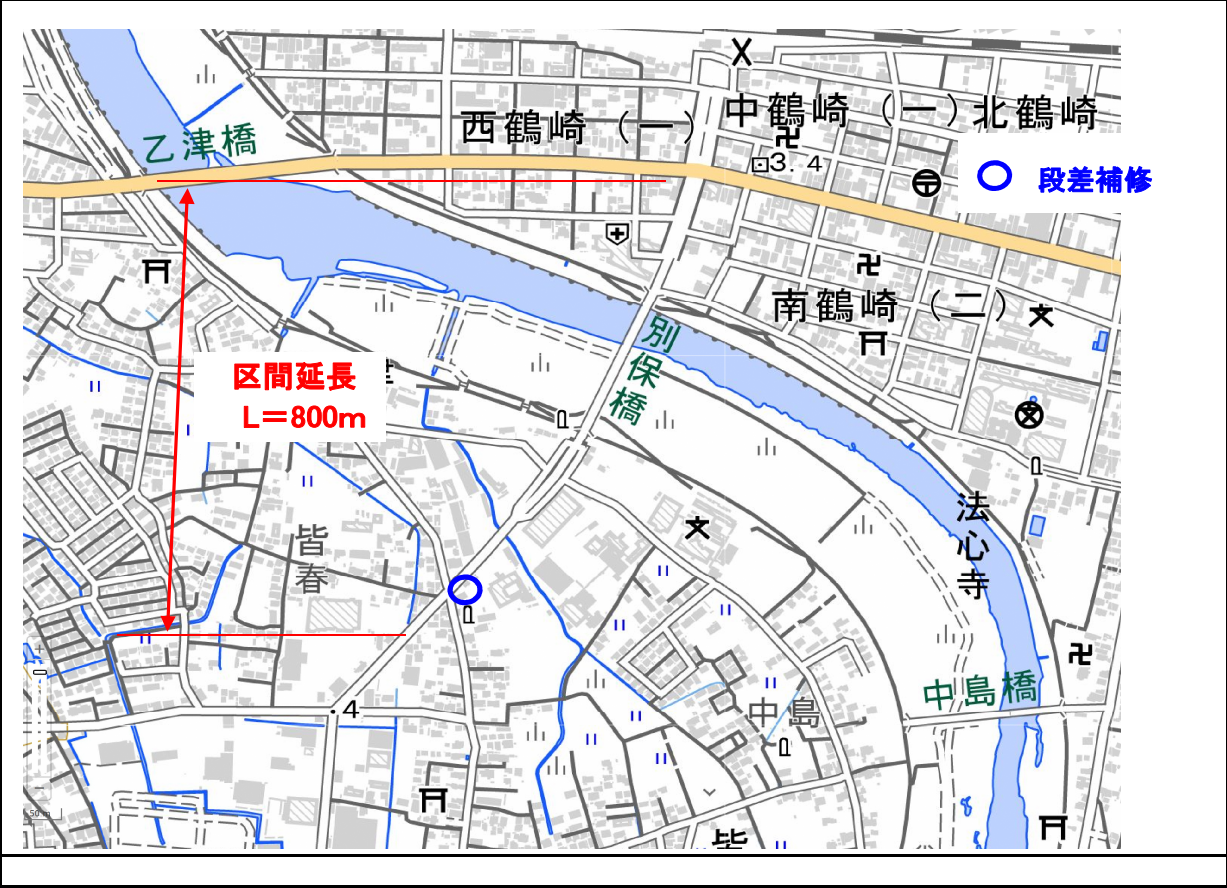 西鶴崎（一）
中鶴崎（一）
北鶴崎
乙津橋
3．4
段差補修
南鶴崎（二）
別保橋
区間延長
L＝800m
法心寺
皆春
中島橋
・4
中島
皆